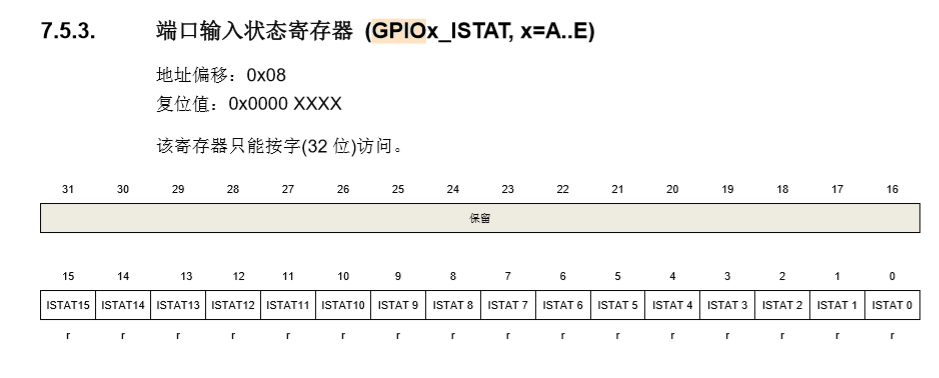 7.5.3. 端口输入状态寄存器 (GPIOx_ISTAT, x=A..E)
地址偏移：0x08
复位值：0x0000 XXXX
该寄存器只能按字(32 位)访问。
31 30 29 28 27 26 25 24 23 22 21 20 19 18 17 16
保留
15 14 13 12 11 10 9 8 7 6 5 4 3 2 1 0
ISTAT15 ISTAT14 ISTAT13 ISTAT12 ISTAT11 ISTAT10 ISTAT 9 ISTAT 8 ISTAT 7 ISTAT 6 ISTAT 5 ISTAT 4 ISTAT 3 ISTAT 2 ISTAT 1 ISTAT 0
r r r r r r r r r r r r r r r r